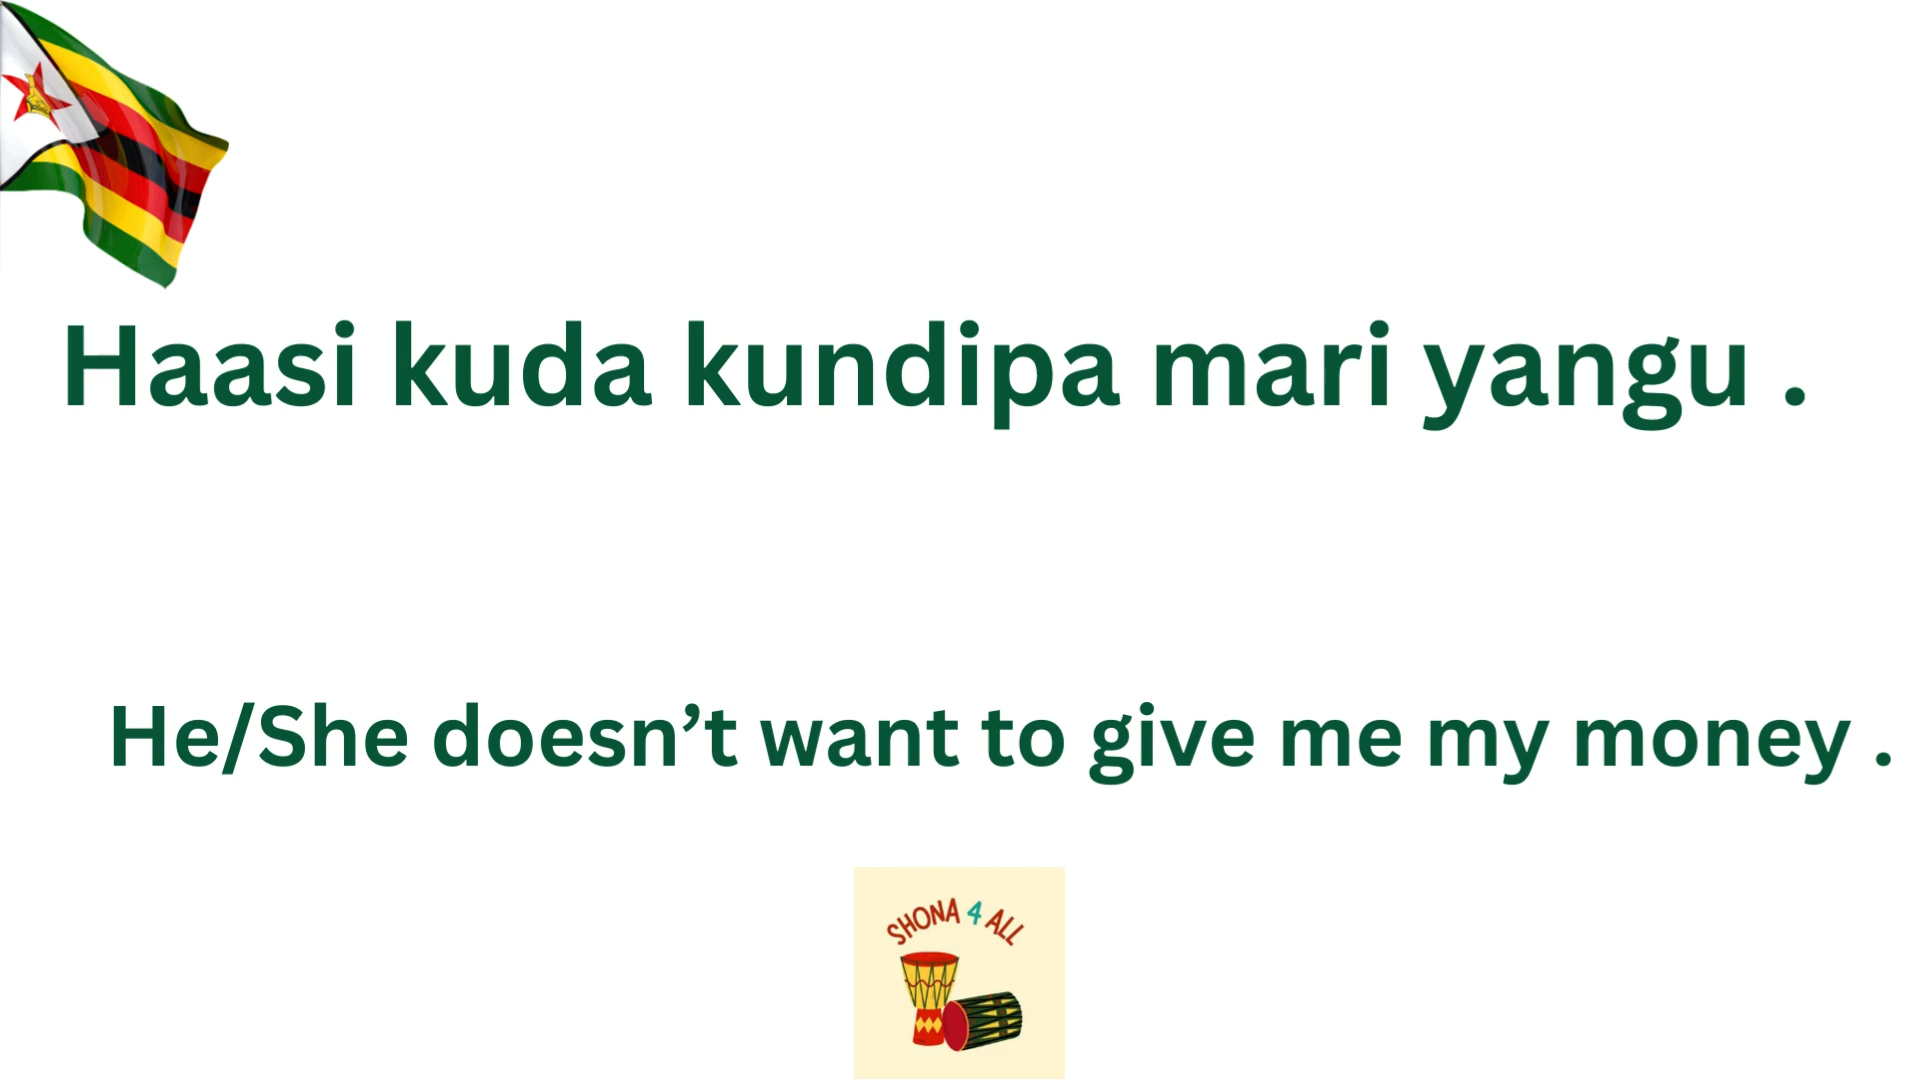 Haasi kuda kundipa mari yangu .
He/She doesn’t want to give me my money .
SHONA 4 ALL